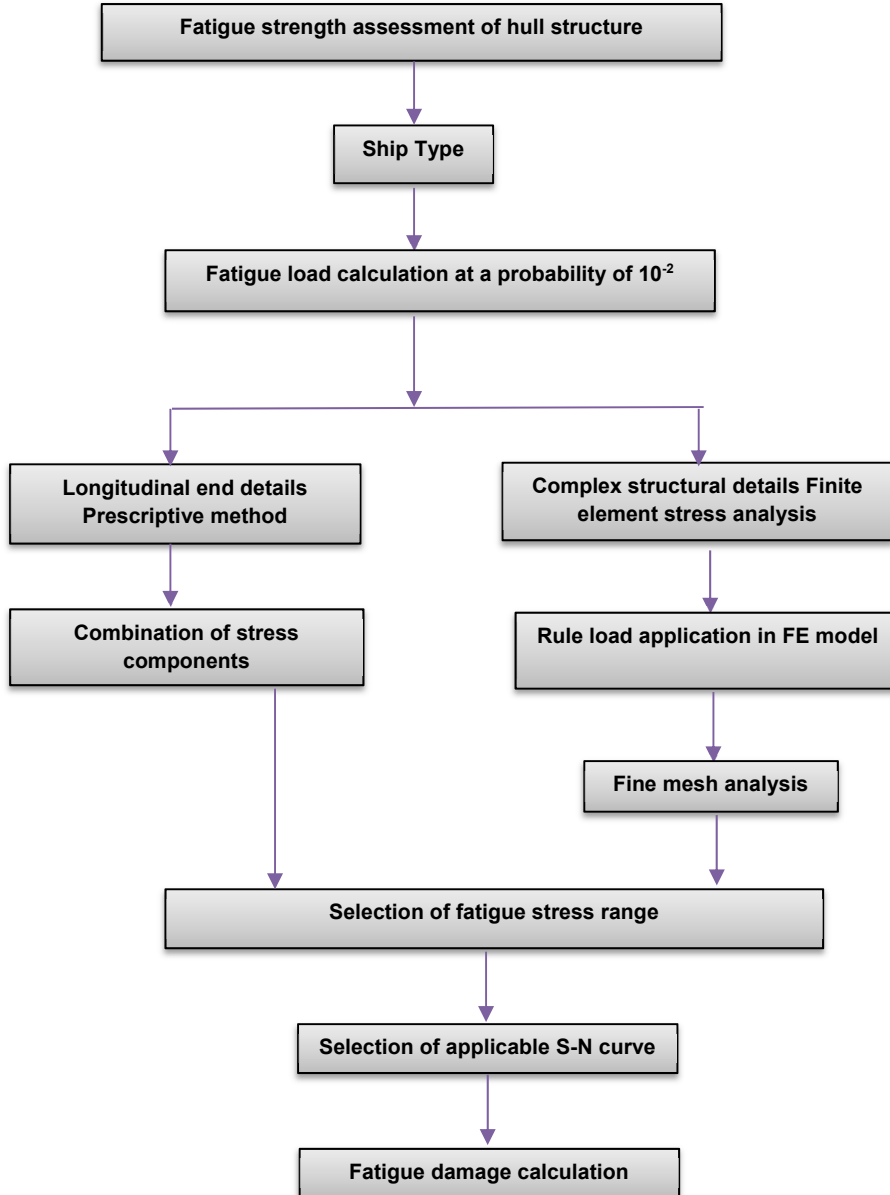 Fatigue strength assessment of hull structure
Ship Type
Fatigue load calculation at a probability of 10⁻²
Longitudinal end details
Prescriptive method
Complex structural details Finite
element stress analysis
Combination of stress
components
Rule load application in FE model
Fine mesh analysis
Selection of fatigue stress range
Selection of applicable S-N curve
Fatigue damage calculation